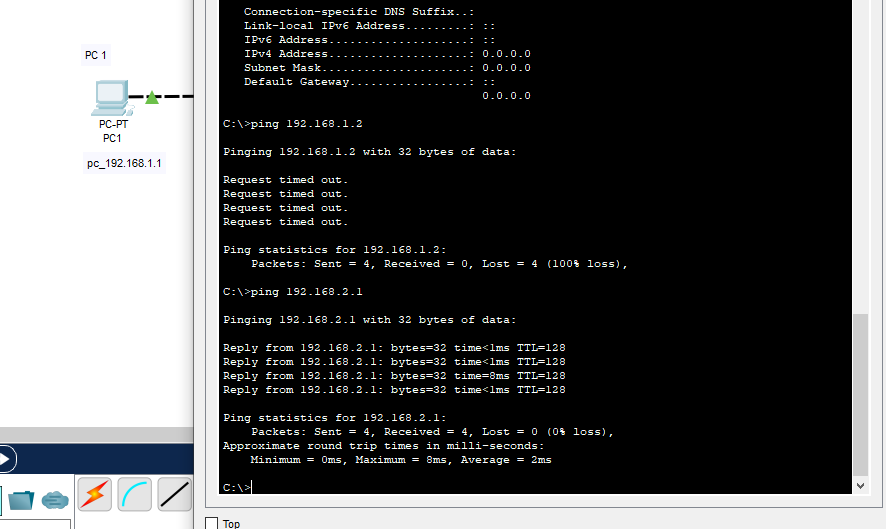 PC 1
PC-PT
PC1
pc_192.168.1.1
Connection-specific DNS Suffix..:
Link-local IPv6 Address.........: ::
IPv6 Address....................: ::
IPv4 Address....................: 0.0.0.0
Subnet Mask.....................: 0.0.0.0
Default Gateway.................: ::
0.0.0.0
C:\>ping 192.168.1.2
Pinging 192.168.1.2 with 32 bytes of data:
Request timed out.
Request timed out.
Request timed out.
Request timed out.
Ping statistics for 192.168.1.2:
Packets: Sent = 4, Received = 0, Lost = 4 (100% loss),
C:\>ping 192.168.2.1
Pinging 192.168.2.1 with 32 bytes of data:
Reply from 192.168.2.1: bytes=32 time<1ms TTL=128
Reply from 192.168.2.1: bytes=32 time<1ms TTL=128
Reply from 192.168.2.1: bytes=32 time=8ms TTL=128
Reply from 192.168.2.1: bytes=32 time<1ms TTL=128
Ping statistics for 192.168.2.1:
Packets: Sent = 4, Received = 4, Lost = 0 (0% loss),
Approximate round trip times in milli-seconds:
Minimum = 0ms, Maximum = 8ms, Average = 2ms
C:\>
Top